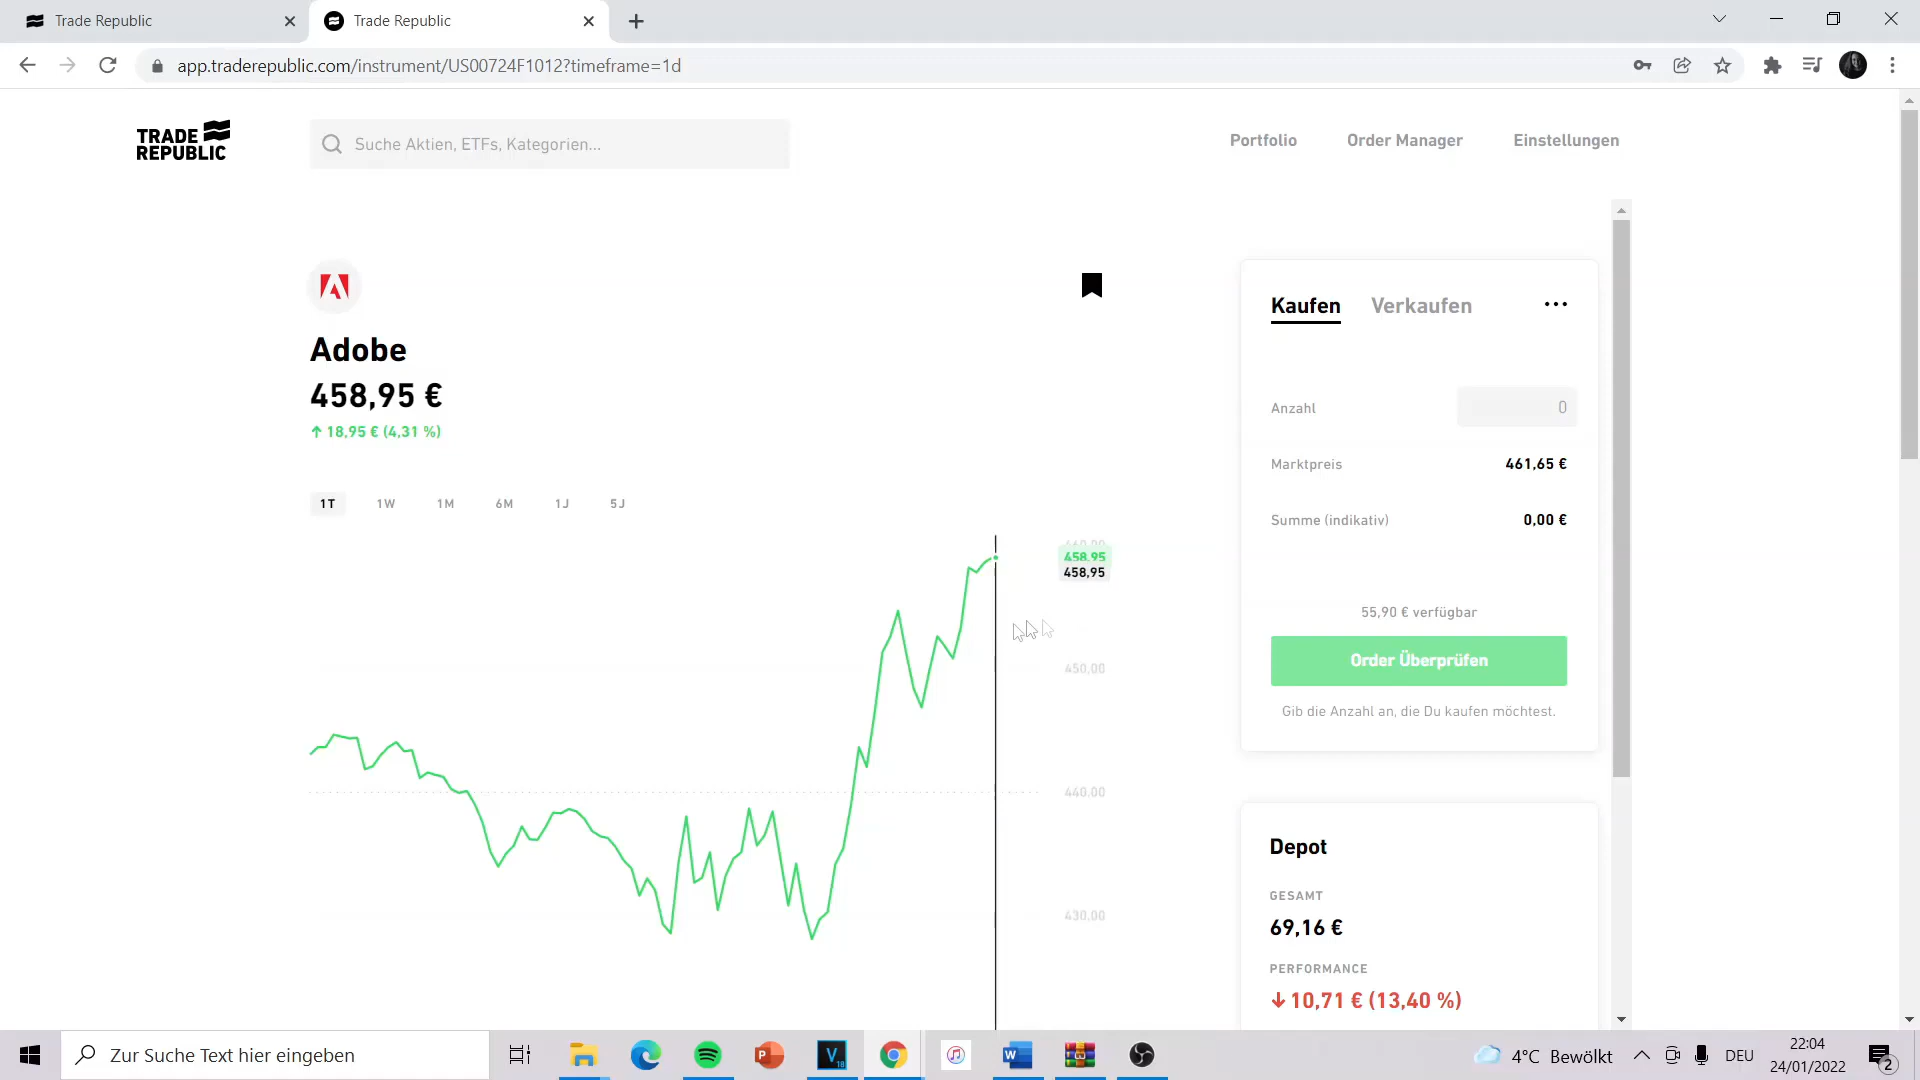 Trade Republic
Trade Republic
app.traderepublic.com/instrument/US00724F1012?timeframe=1d
TRADE REPUBLIC
Suche Aktien, ETFs, Kategorien...
Portfolio
Order Manager
Einstellungen
Adobe
458,95 €
18,95 € (4,31 %)
1T 1W 1M 6M 1J 5J
458,95
458,95
450,00
440,00
430,00
Kaufen Verkaufen
Anzahl 0
Marktpreis 461,65 €
Summe (indikativ) 0,00 €
55,90 € verfügbar
Order Überprüfen
Gib die Anzahl an, die Du kaufen möchtest.
Depot
GESAMT
69,16 €
PERFORMANCE
10,71 € (13,40 %)
Zur Suche Text hier eingeben
4°C Bewölkt
DEU
22:04
24/01/2022
2